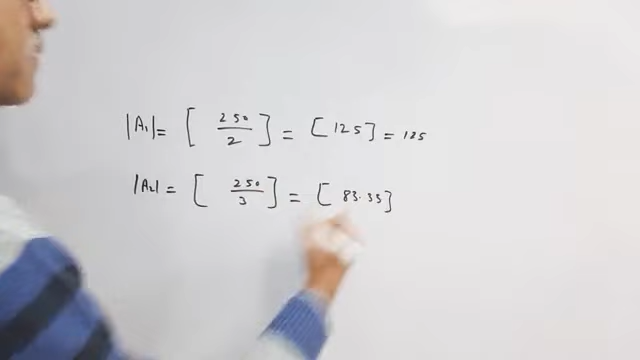 |A₁| = [ 250/2 ] = [ 125 ] = 125
|A₂| = [ 250/3 ] = [ 83.33 ]